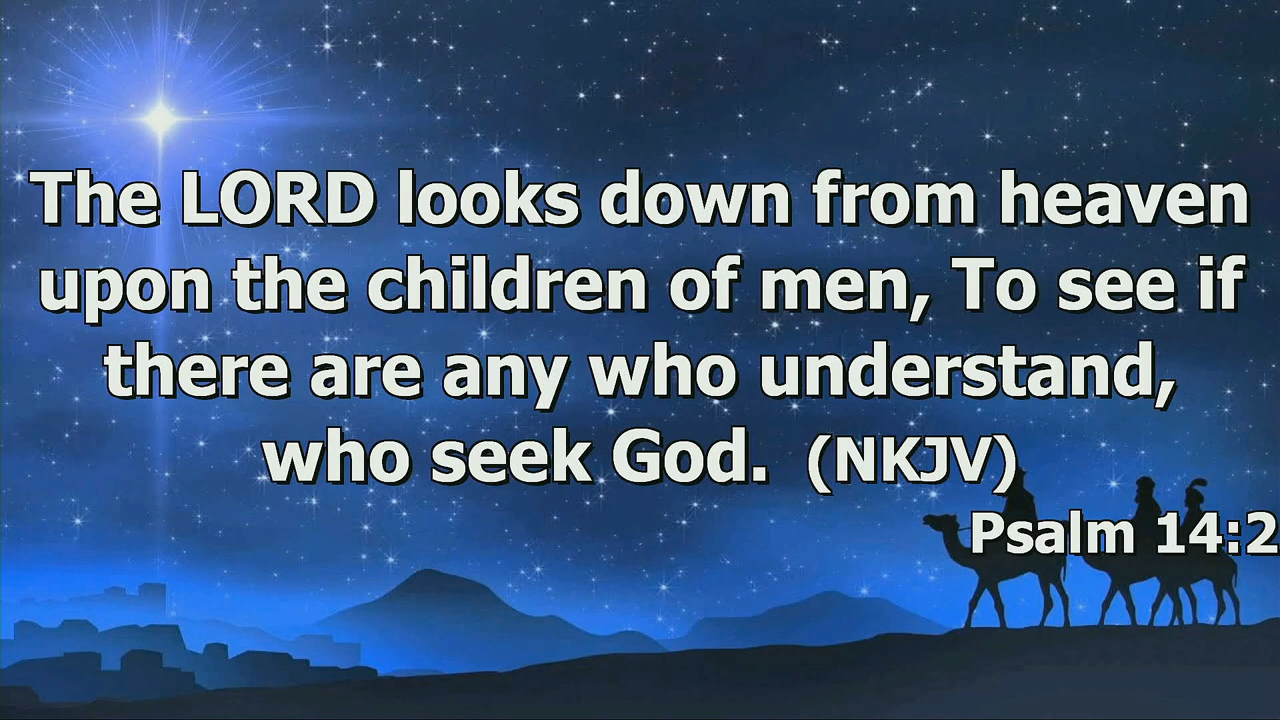 The LORD looks down from heaven
upon the children of men, To see if
there are any who understand,
who seek God. (NKJV)
Psalm 14:2